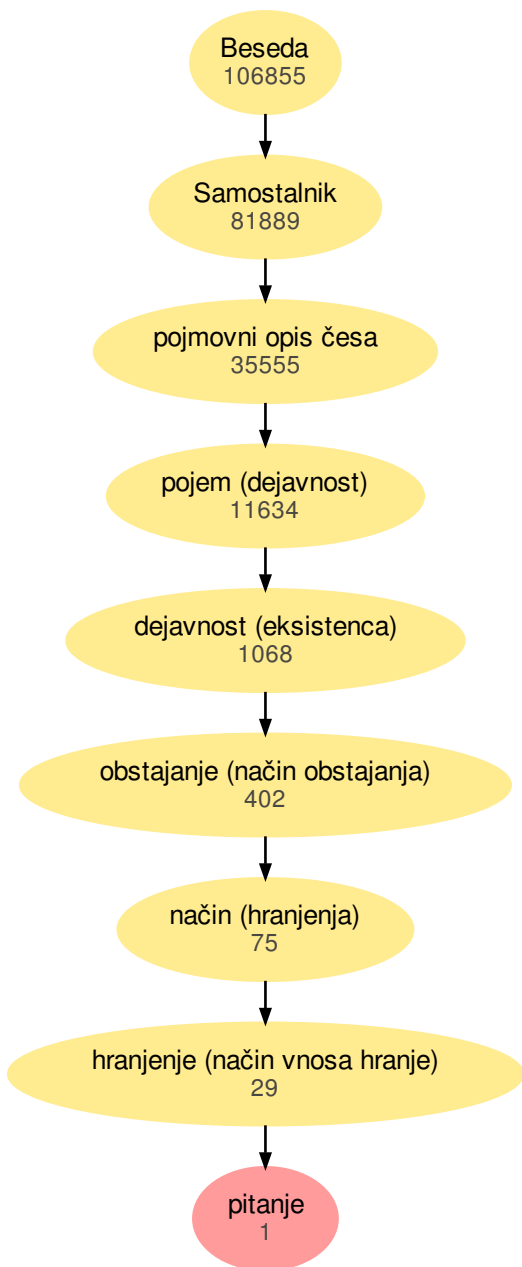 Beseda
106855
Samostalnik
81889
pojmovni opis česa
35555
pojem (dejavnost)
11634
dejavnost (eksistenca)
1068
obstajanje (način obstajanja)
402
način (hranjenja)
75
hranjenje (način vnosa hranje)
29
pitanje
1